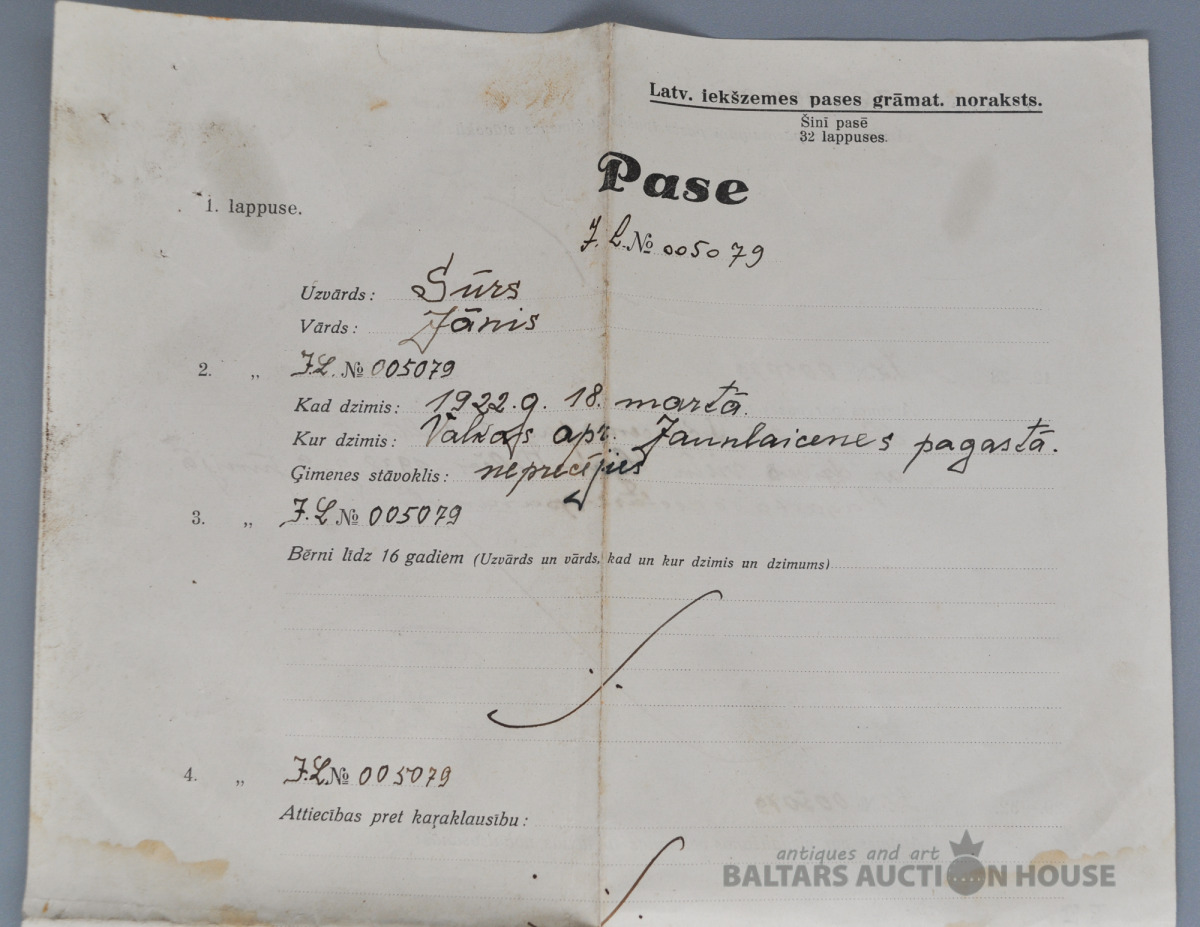 Latv. iekšzemes pases grāmat. noraksts.
Šinī pasē
32 lappuses.
Pase
1. lappuse.
J. L. № 005079
Uzvārds: Sūrs
Vārds: Jānis
2. „ J.L. № 005079
Kad dzimis: 1922.g. 18. martā.
Kur dzimis: Valkas apr. Jaunlaicenes pagastā.
Ģimenes stāvoklis: neprecējies
3. „ J.L № 005079
Bērni līdz 16 gadiem (Uzvārds un vārds, kad un kur dzimis un dzimums)
4. „ J.L № 005079
Attiecības pret kaŗaklausību:
antiques and art
BALTARS AUCTION HOUSE